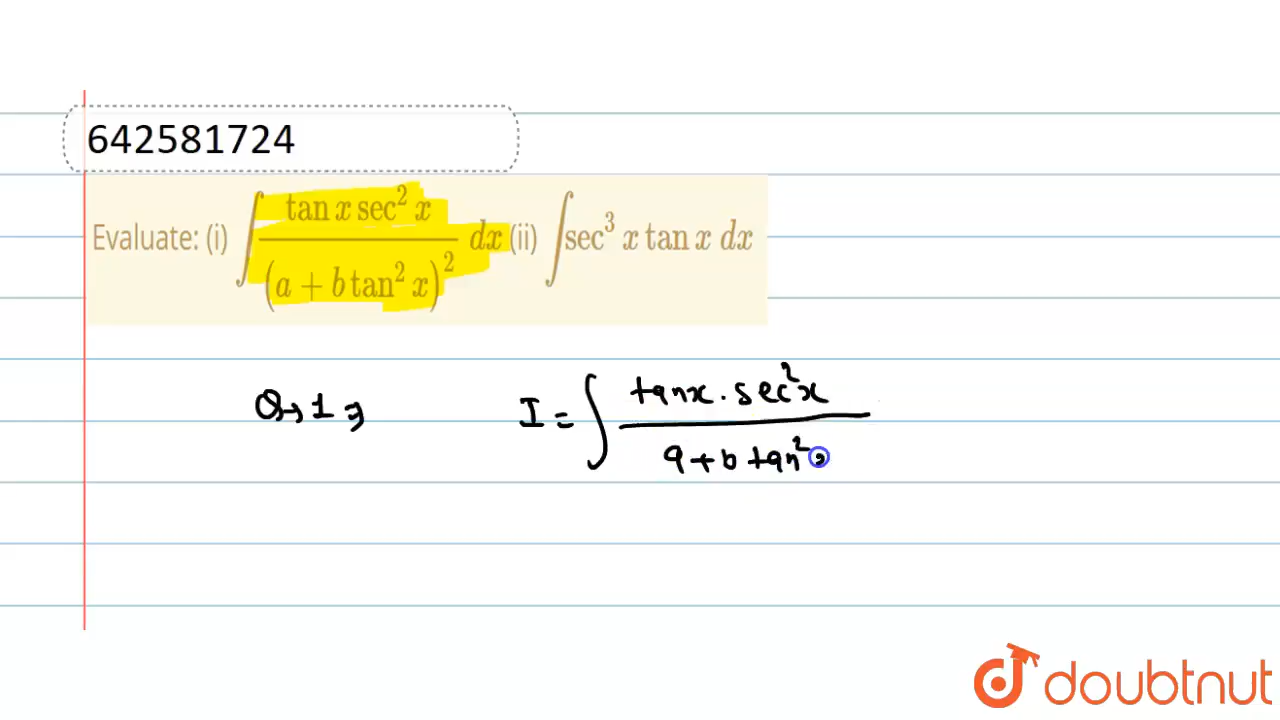 642581724
Evaluate: (i) ∫ tan x sec² x / (a + b tan² x)² dx (ii) ∫ sec³ x tan x dx
Q→1⇒ I = ∫ tanx . sec²x / a + b tan²
doubtnut